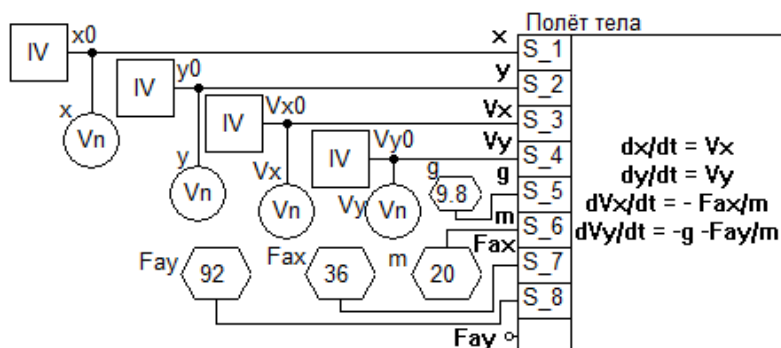 Полёт тела
IV x0 x S_1
IV y0 y S_2
IV Vx0 Vx S_3
IV Vy0 Vy S_4
x Vn
y Vn
Vx Vn
Vy Vn
g 9.8 g S_5
m S_6
Fay 92
Fax 36
m 20
Fax S_7
S_8
Fay
dx/dt = Vx
dy/dt = Vy
dVx/dt = - Fax/m
dVy/dt = -g -Fay/m